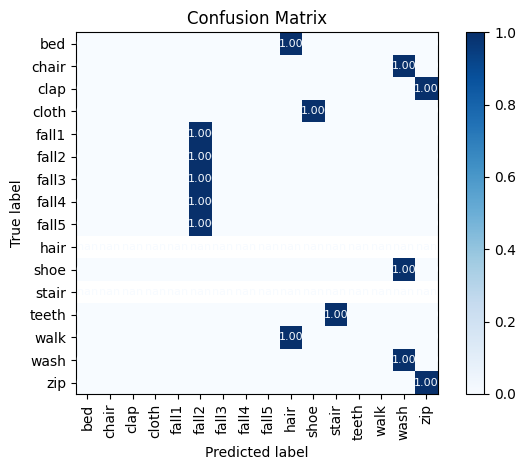 Confusion Matrix
True label
bed 1.00
chair 1.00
clap 1.00
cloth 1.00
fall1 1.00
fall2 1.00
fall3 1.00
fall4 1.00
fall5 1.00
hair
shoe 1.00
stair
teeth 1.00
walk 1.00
wash 1.00
zip 1.00
bed chair clap cloth fall1 fall2 fall3 fall4 fall5 hair shoe stair teeth walk wash zip
Predicted label
1.0
0.8
0.6
0.4
0.2
0.0